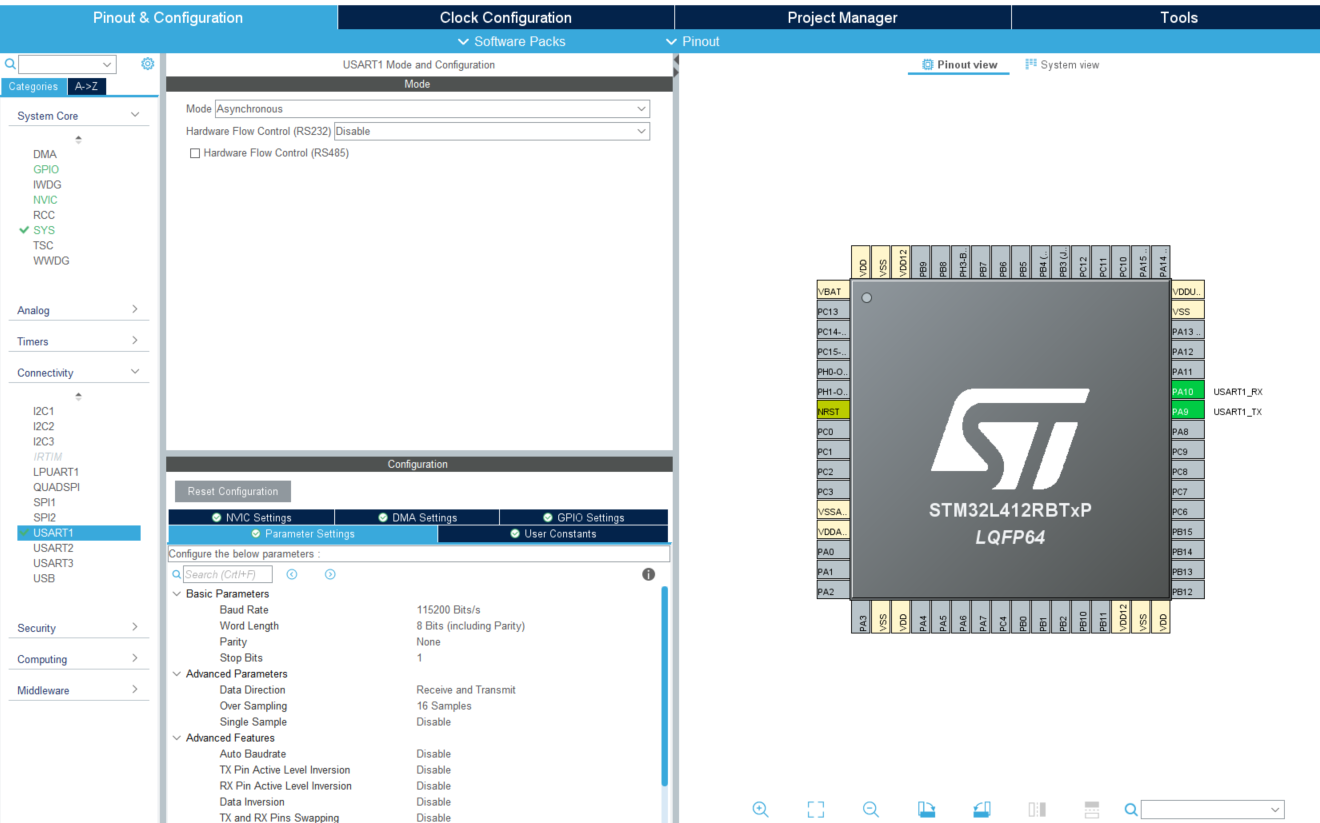 Pinout & Configuration
Clock Configuration
Project Manager
Tools
Software Packs
Pinout
Categories
A->Z
System Core
DMA
GPIO
IWDG
NVIC
RCC
SYS
TSC
WWDG
Analog
Timers
Connectivity
I2C1
I2C2
I2C3
IRTIM
LPUART1
QUADSPI
SPI1
SPI2
USART1
USART2
USART3
USB
Security
Computing
Middleware
USART1 Mode and Configuration
Mode
Mode Asynchronous
Hardware Flow Control (RS232) Disable
Hardware Flow Control (RS485)
Configuration
Reset Configuration
NVIC Settings
DMA Settings
GPIO Settings
Parameter Settings
User Constants
Configure the below parameters :
Search (Crtl+F)
Basic Parameters
Baud Rate 115200 Bits/s
Word Length 8 Bits (including Parity)
Parity None
Stop Bits 1
Advanced Parameters
Data Direction Receive and Transmit
Over Sampling 16 Samples
Single Sample Disable
Advanced Features
Auto Baudrate Disable
TX Pin Active Level Inversion Disable
RX Pin Active Level Inversion Disable
Data Inversion Disable
TX and RX Pins Swapping Disable
Pinout view
System view
VDD
VSS
VDD12
PB9
PB8
PH3-B..
PB7
PB6
PB5
PB4 (..
PB3 (J..
PC12
PC11
PC10
PA15 ..
PA14 ..
VBAT
PC13
PC14-..
PC15-..
PH0-O..
PH1-O..
NRST
PC0
PC1
PC2
PC3
VSSA..
VDDA..
PA0
PA1
PA2
STM32L412RBTxP
LQFP64
VDDU..
VSS
PA13 ..
PA12
PA11
PA10 USART1_RX
PA9 USART1_TX
PA8
PC9
PC8
PC7
PC6
PB15
PB14
PB13
PB12
PA3
VSS
VDD
PA4
PA5
PA6
PA7
PC4
PB0
PB1
PB2
PB10
PB11
VDD12
VSS
VDD